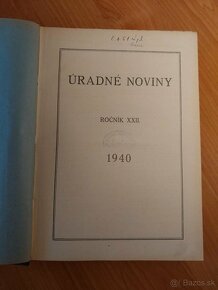 ÚRADNÉ NOVINY
ROČNÍK XXII.
1940
bazos.sk